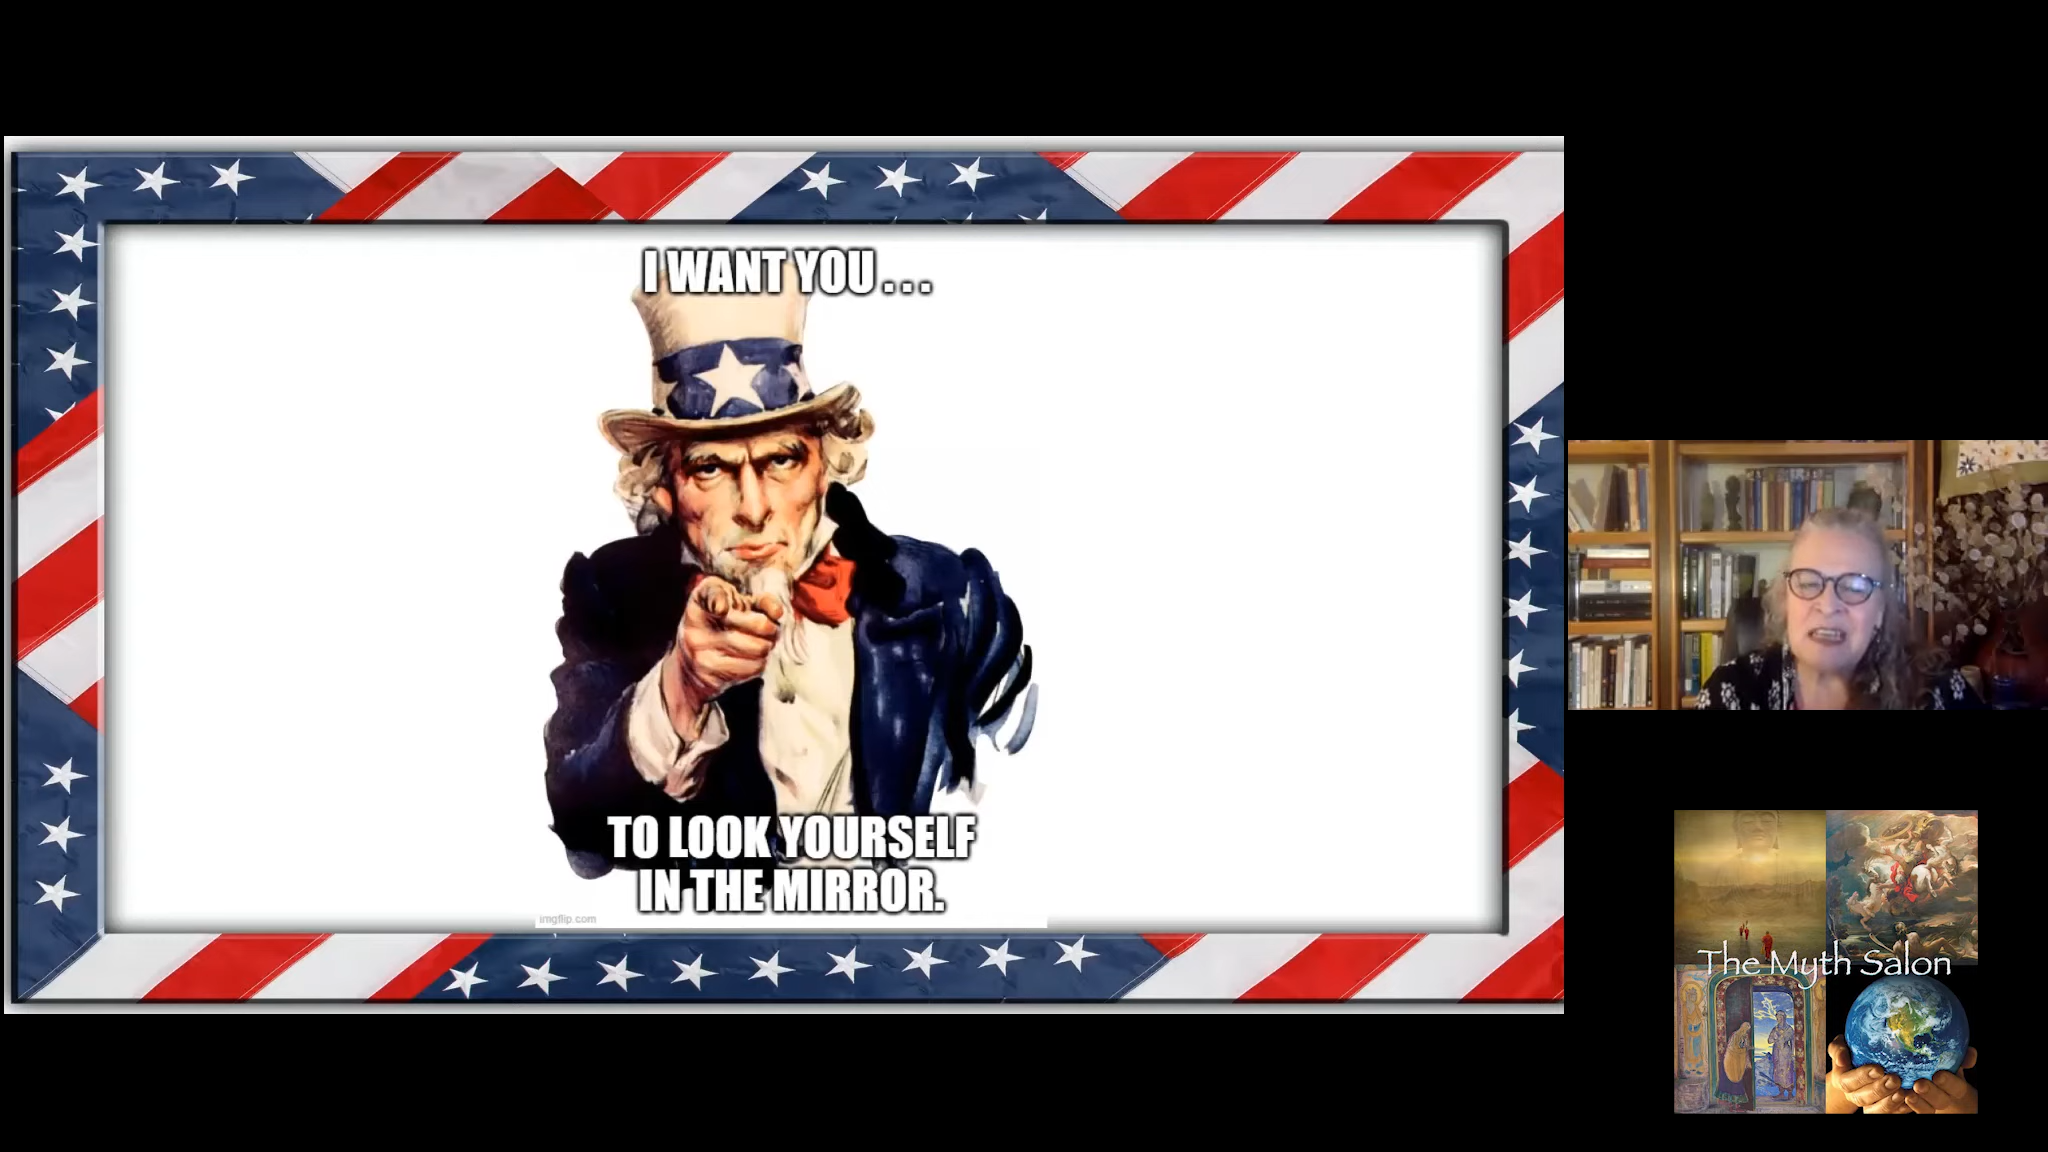 I WANT YOU . . .
TO LOOK YOURSELF
IN THE MIRROR.
imgflip.com
The Myth Salon